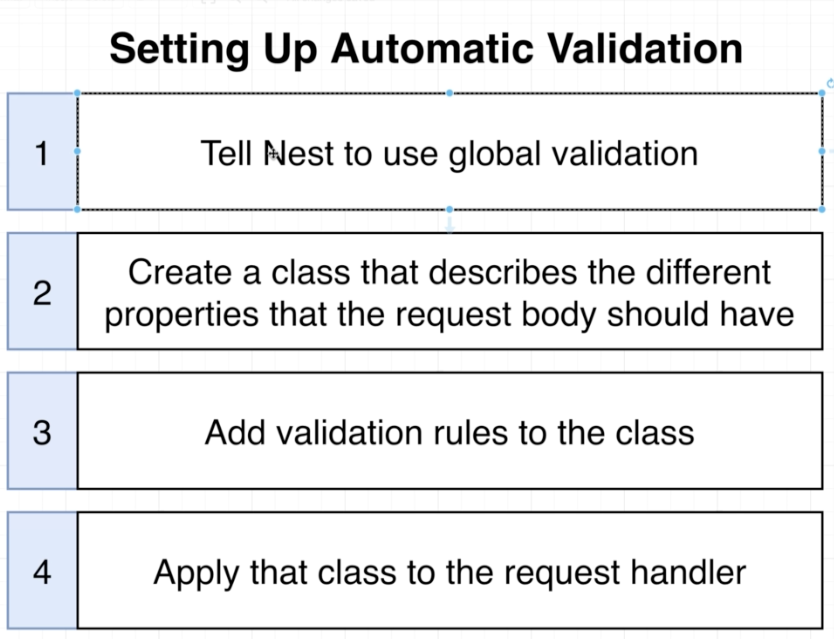 Setting Up Automatic Validation
1
Tell Nest to use global validation
2
Create a class that describes the different
properties that the request body should have
3
Add validation rules to the class
4
Apply that class to the request handler